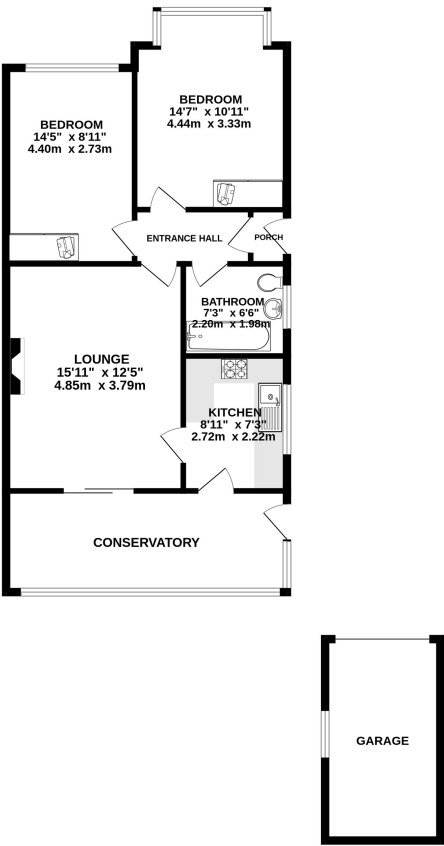 BEDROOM
14'7" x 10'11"
4.44m x 3.33m
BEDROOM
14'5" x 8'11"
4.40m x 2.73m
ENTRANCE HALL
PORCH
BATHROOM
7'3" x 6'6"
2.20m x 1.98m
LOUNGE
15'11" x 12'5"
4.85m x 3.79m
KITCHEN
8'11" x 7'3"
2.72m x 2.22m
CONSERVATORY
GARAGE